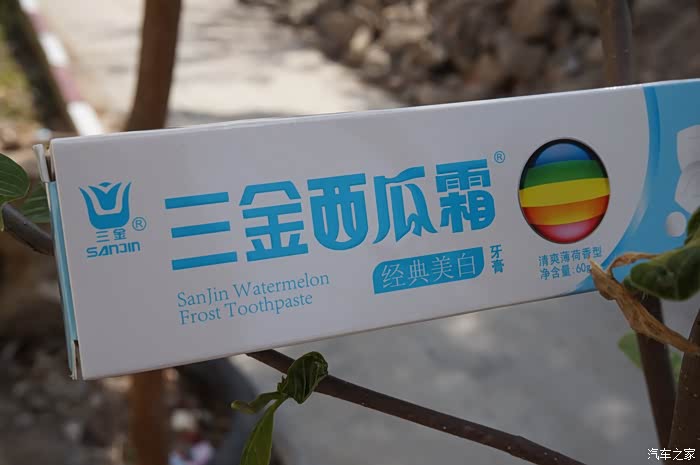 三金
SANJIN
®
三金西瓜霜®
经典美白
牙膏
SanJin Watermelon
Frost Toothpaste
清爽薄荷香型
净含量:60g
汽车之家